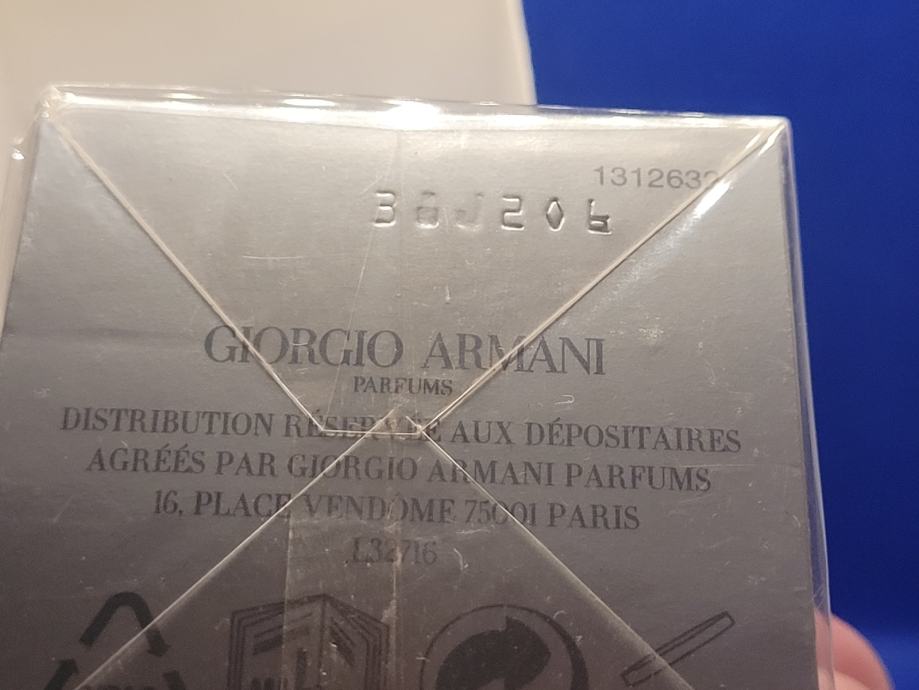 1312632
38J206
GIORGIO ARMANI
PARFUMS
DISTRIBUTION RÉSERVÉE AUX DÉPOSITAIRES
AGRÉÉS PAR GIORGIO ARMANI PARFUMS
16, PLACE VENDÔME 75001 PARIS
L32716